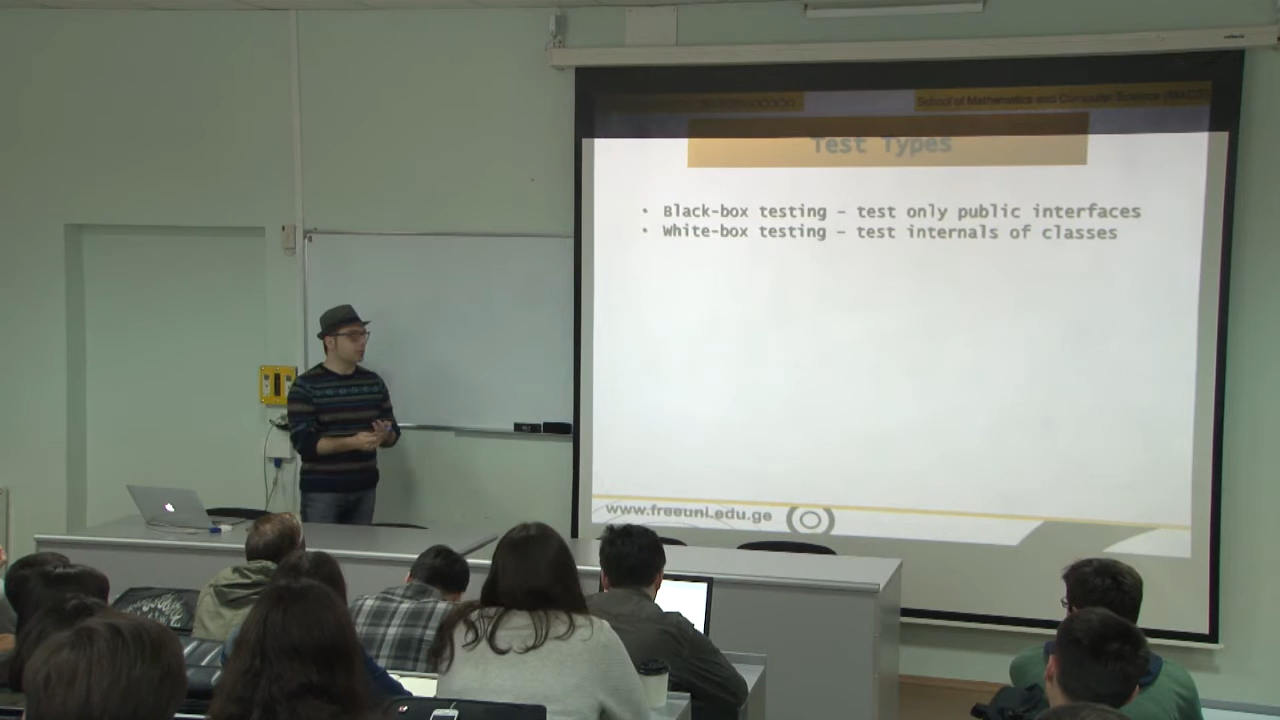 School of Mathematics and Computer Science (MACS)
Test Types
• Black-box testing – test only public interfaces
• White-box testing – test internals of classes
www.freeuni.edu.ge